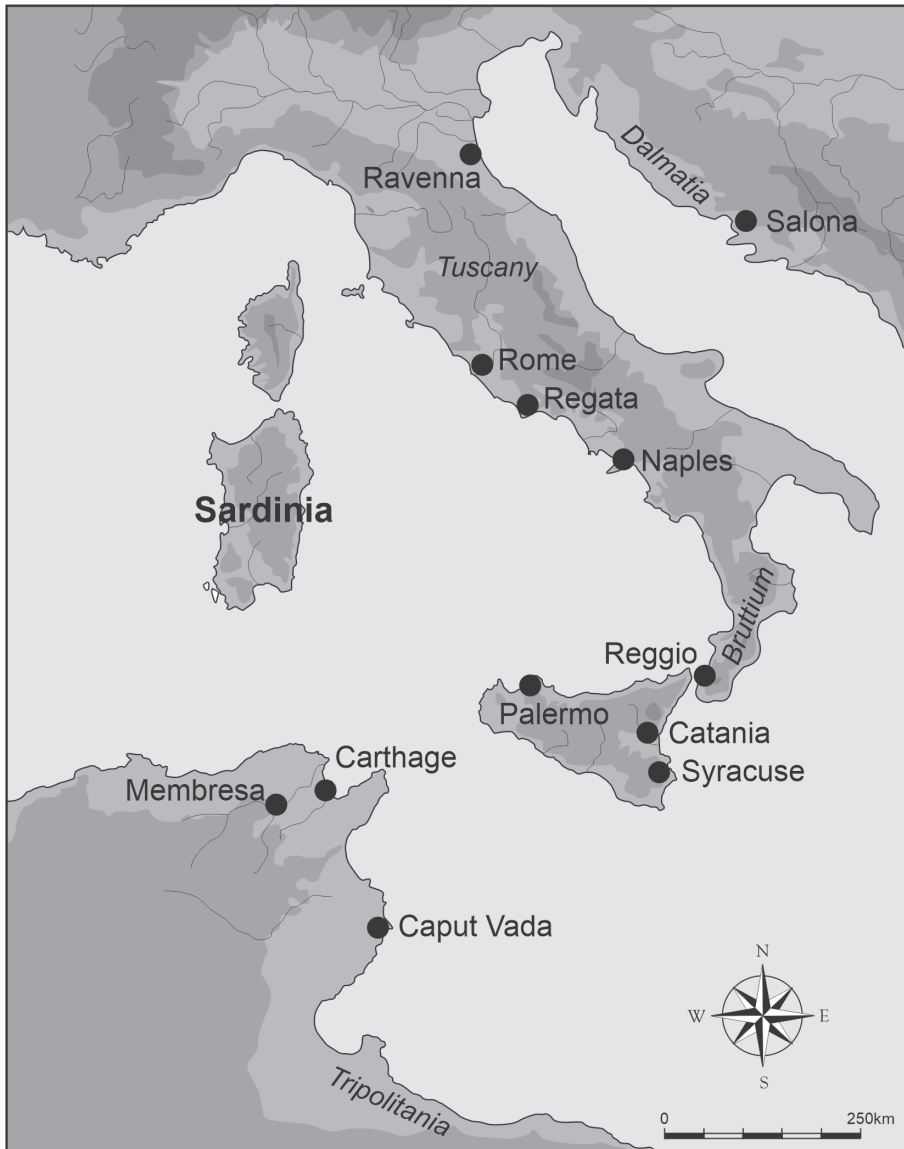 Dalmatia
Ravenna
Salona
Tuscany
Rome
Regata
Naples
Sardinia
Bruttium
Reggio
Palermo
Catania
Carthage
Syracuse
Membresa
Caput Vada
N
W E
S
Tripolitania
0 250km